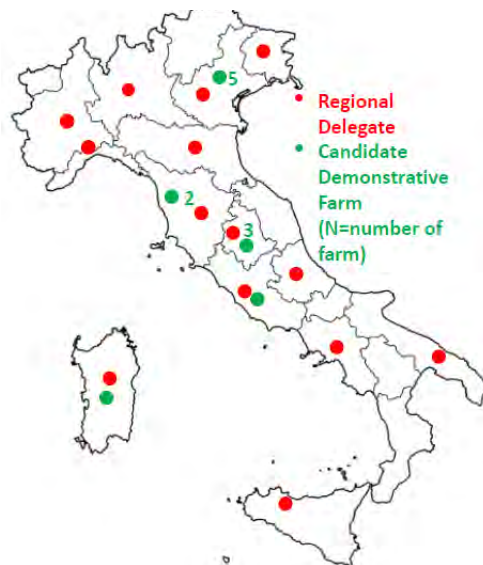 5
Regional
Delegate
Candidate
Demonstrative
Farm
(N=number of
farm)
2
3